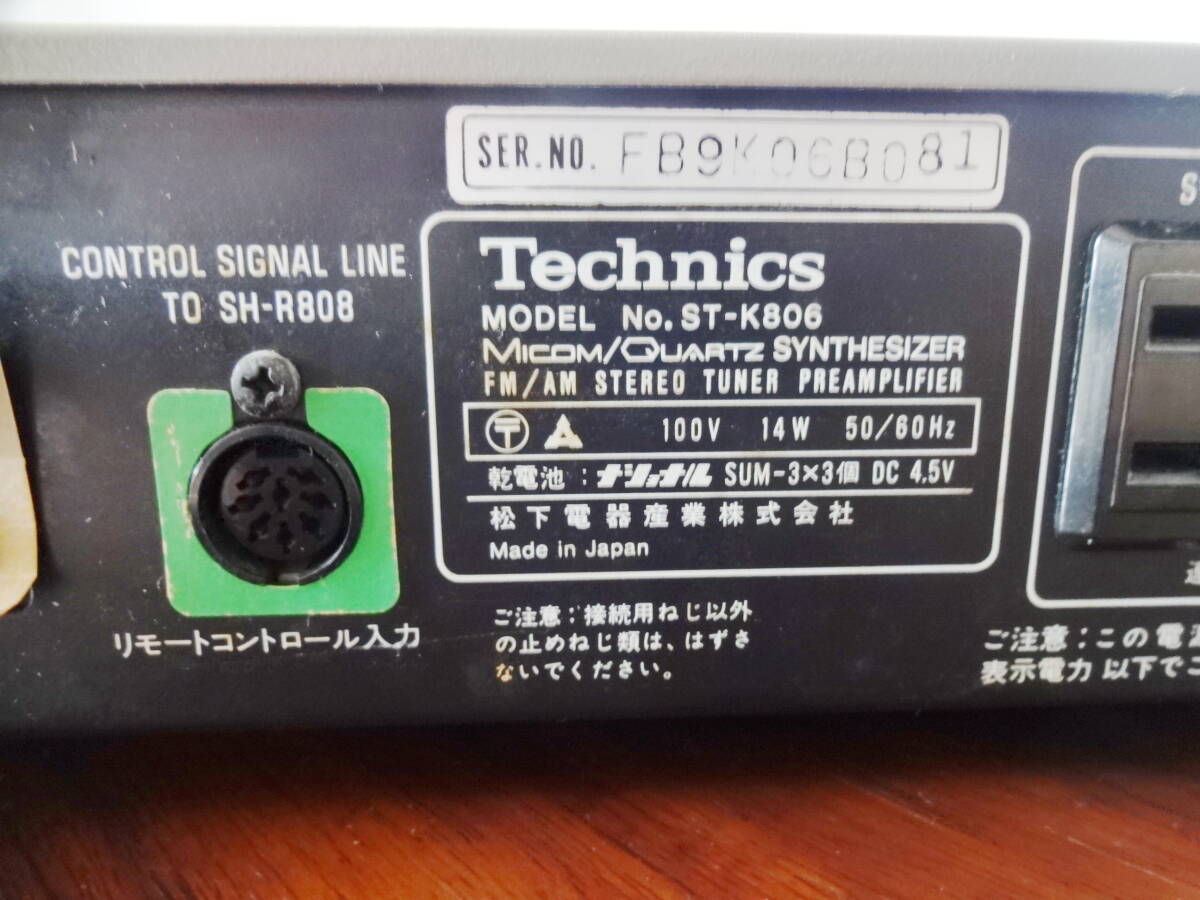 SER.NO. FB9K06B081
CONTROL SIGNAL LINE
TO SH-R808
リモートコントロール入力
Technics
MODEL No. ST-K806
MICOM/QUARTZ SYNTHESIZER
FM/AM STEREO TUNER PREAMPLIFIER
〒 100V 14W 50/60Hz
乾電池：ナショナル SUM-3×3個 DC 4.5V
松下電器産業株式会社
Made in Japan
ご注意：接続用ねじ以外
の止めねじ類は、はずさ
ないでください。
S
ご注意：この電
表示電力以下でご